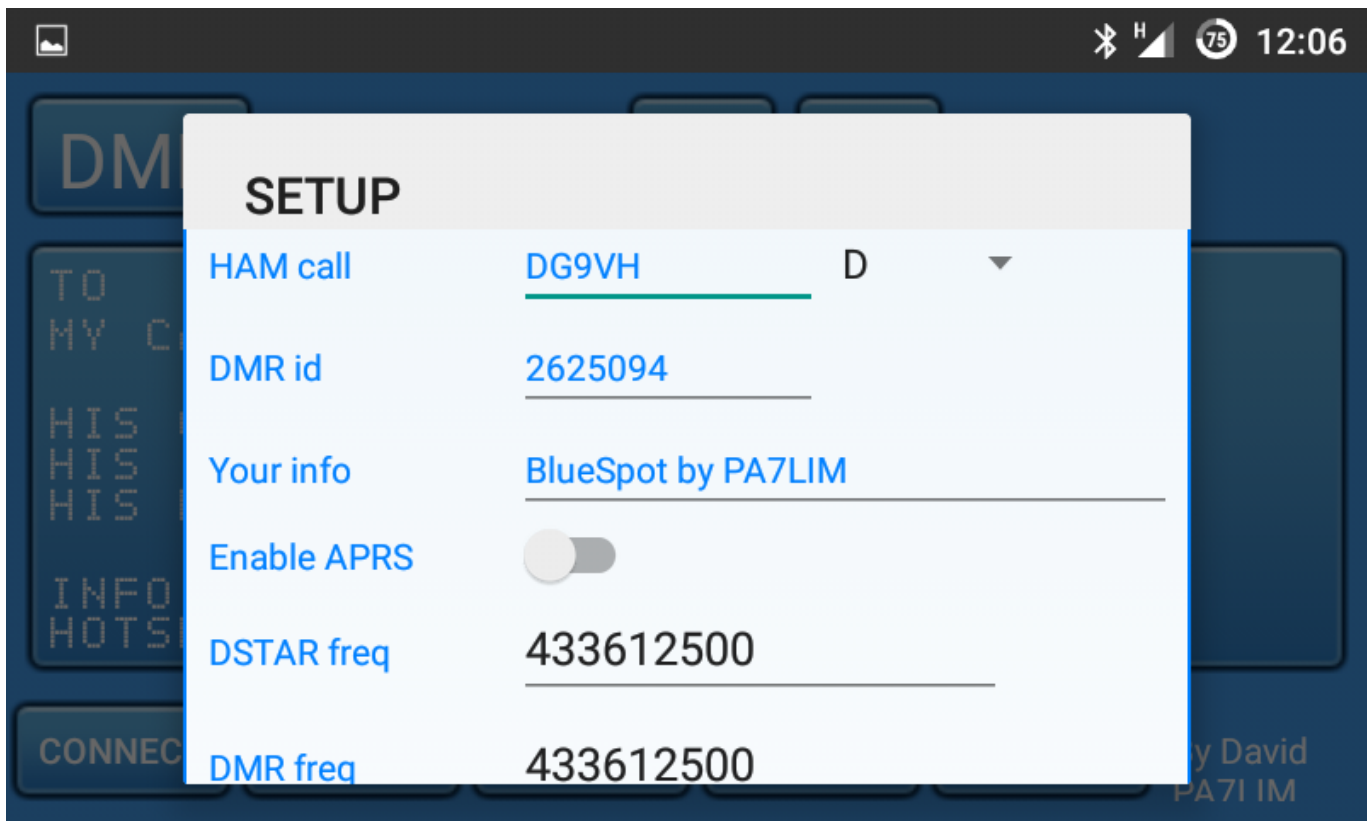 H 75 12:06
DM
SETUP
HAM call DG9VH D
TO
MY
DMR id 2625094
HIS
HIS
HIS
Your info BlueSpot by PA7LIM
Enable APRS
INFO
DSTAR freq 433612500
CONNEC
DMR freq 433612500
y David
PA7LIM